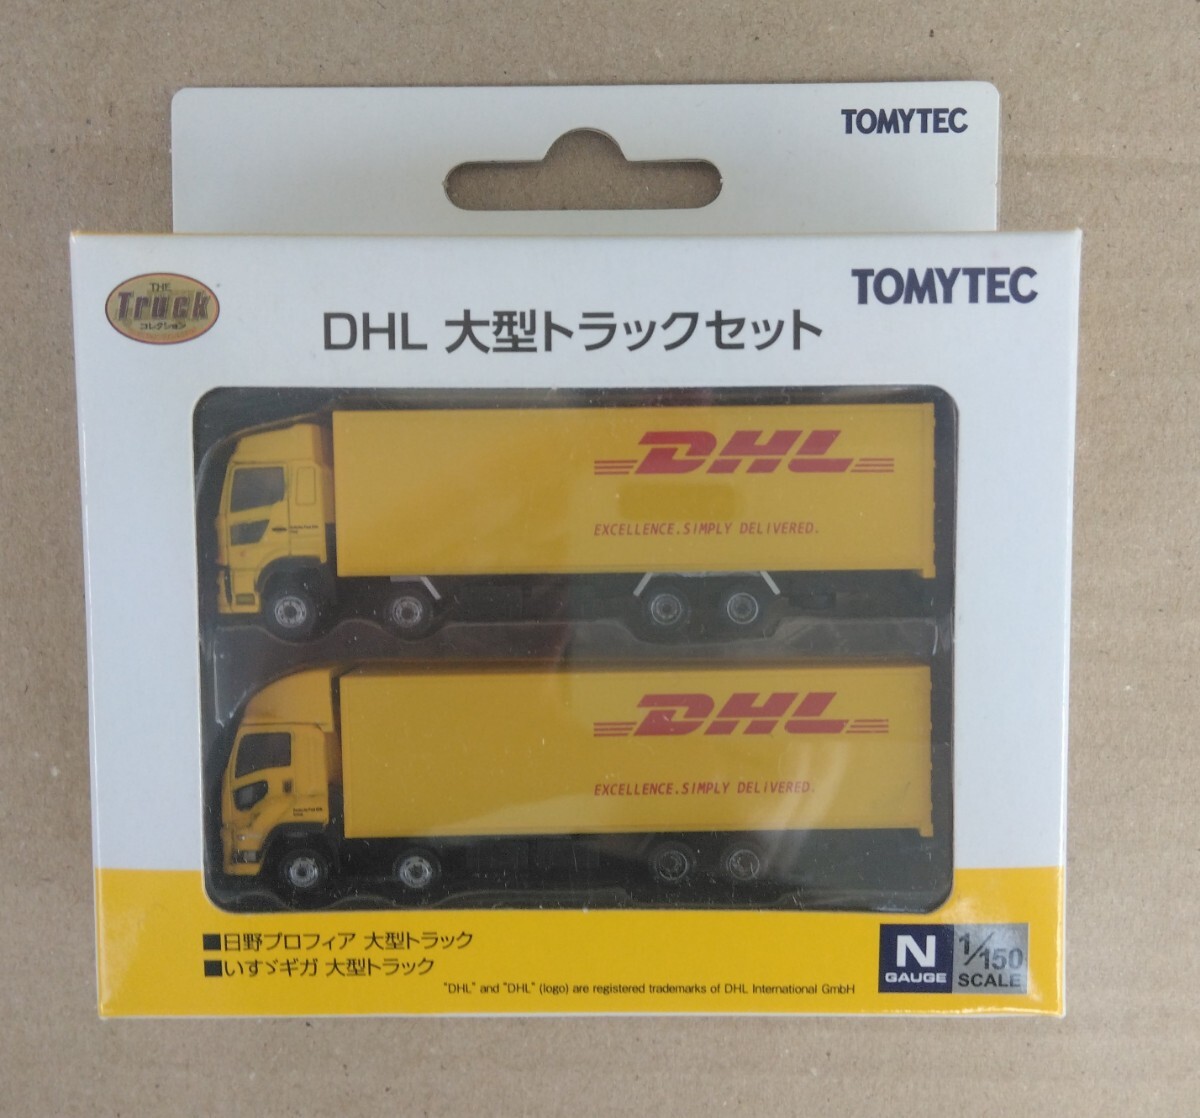 TOMYTEC
THE
Truck
コレクション
TOMYTEC
DHL 大型トラックセット
DHL
EXCELLENCE.SIMPLY DELIVERED.
DHL
EXCELLENCE.SIMPLY DELIVERED.
■日野プロフィア 大型トラック
■いすゞギガ 大型トラック
"DHL" and "DHL" (logo) are registered trademarks of DHL International GmbH
N
GAUGE
1/150
SCALE